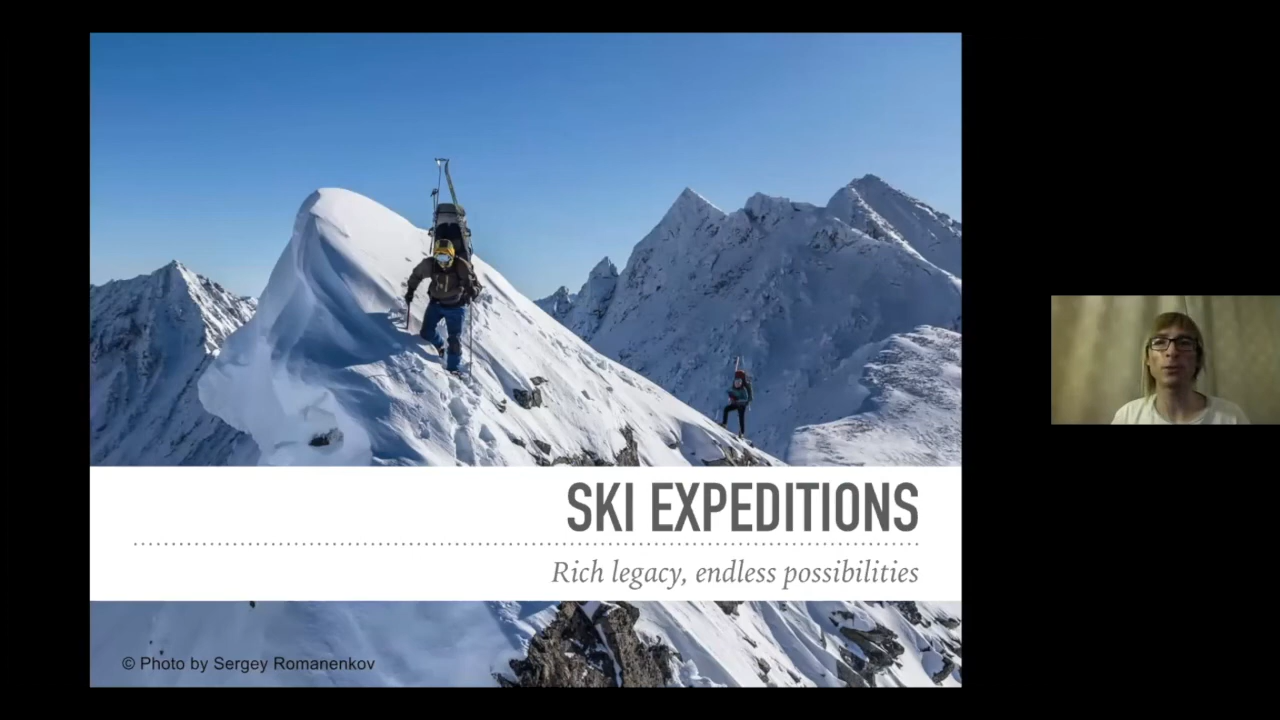 SKI EXPEDITIONS
Rich legacy, endless possibilities
© Photo by Sergey Romanenkov